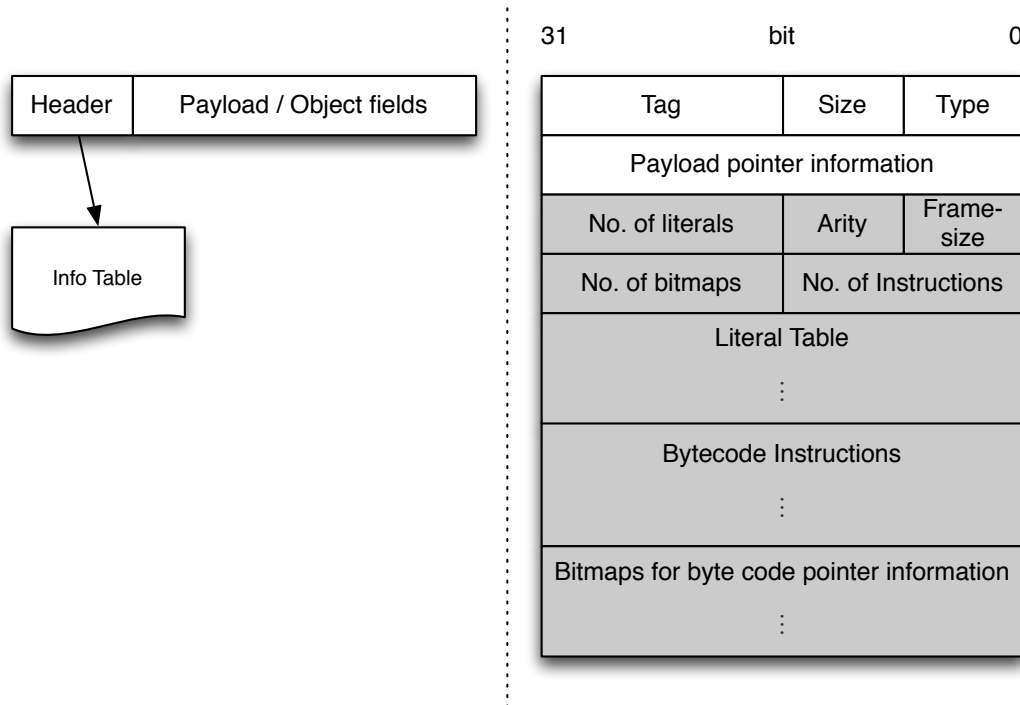 Header
Payload / Object fields
Info Table
31
bit
0
Tag
Size
Type
Payload pointer information
No. of literals
Arity
Frame-
size
No. of bitmaps
No. of Instructions
Literal Table
Bytecode Instructions
Bitmaps for byte code pointer information